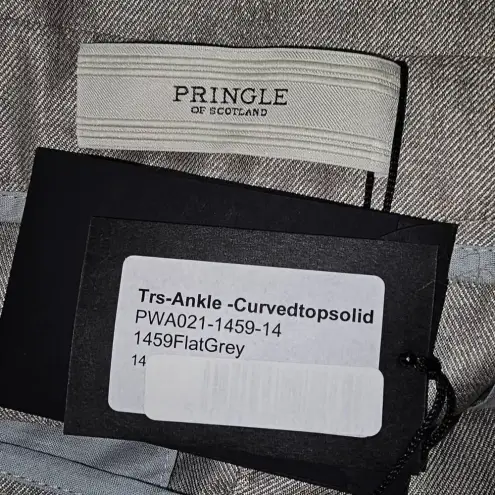 PRINGLE
OF SCOTLAND
Trs-Ankle -Curvedtopsolid
PWA021-1459-14
1459FlatGrey
14